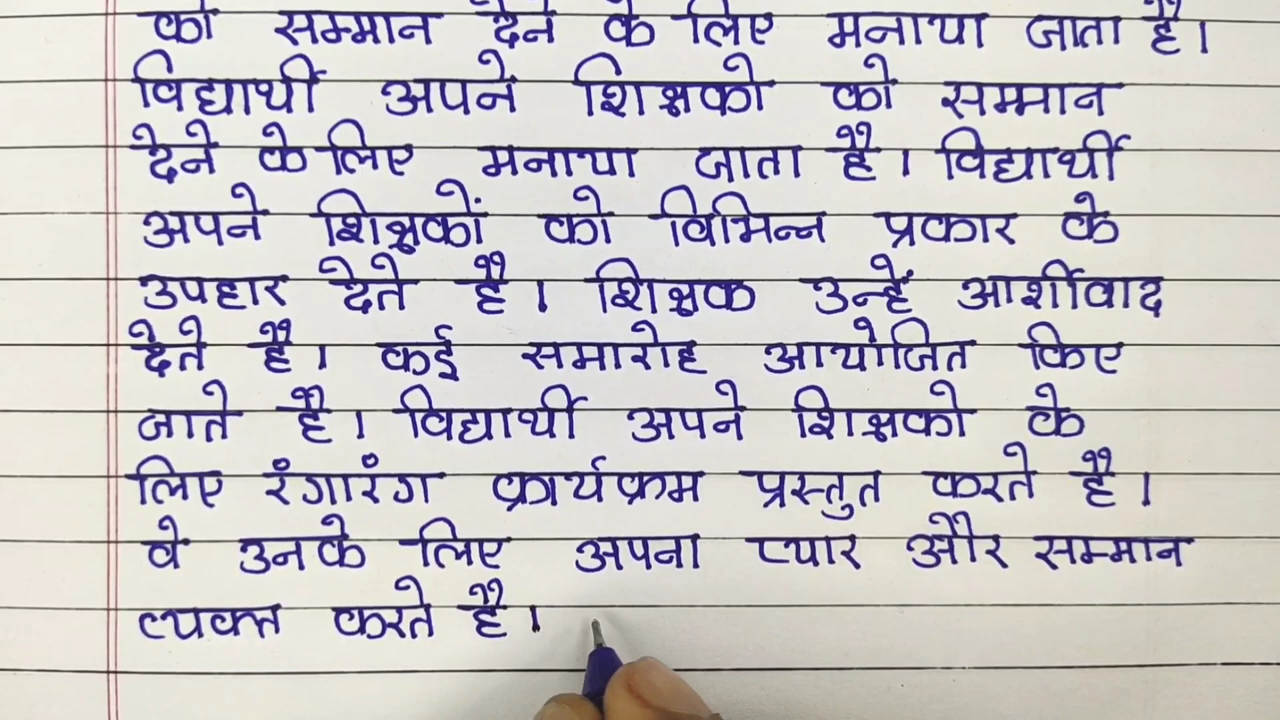 को सम्मान देने के लिए मनाया जाता है।
विद्यार्थी अपने शिक्षको को सम्मान
देने के लिए मनाया जाता है। विद्यार्थी
अपने शिक्षकों को विभिन्न प्रकार के
उपहार देते है। शिक्षक उन्हें आर्शीवाद
देते है। कई समारोह आयोजित किए
जाते है। विद्यार्थी अपने शिक्षको के
लिए रंगारंग क्रार्यक्रम प्रस्तुत करते है।
वे उनके लिए अपना प्यार और सम्मान
व्यक्त करते है।